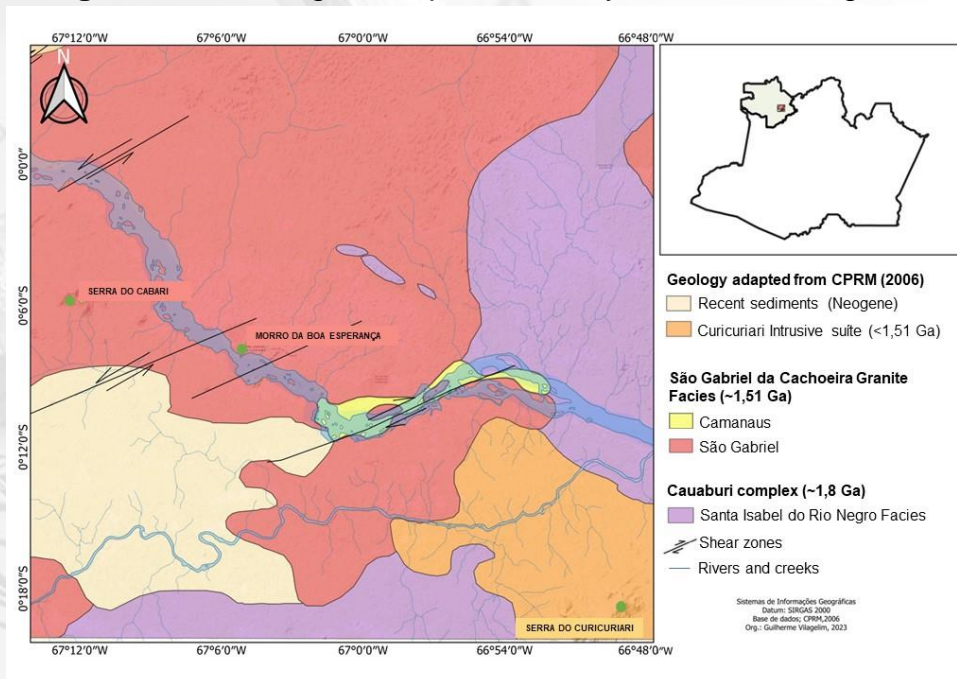 67°12'0"W 67°6'0"W 67°0'0"W 66°54'0"W 66°48'0"W
N
0°0'0"
SERRA DO CABARI
0°6'0"S
MORRO DA BOA ESPERANÇA
0°12'0"S
0°18'0"S
SERRA DO CURICURIARI
67°12'0"W 67°6'0"W 67°0'0"W 66°54'0"W 66°48'0"W
Geology adapted from CPRM (2006)
Recent sediments (Neogene)
Curicuriari Intrusive suíte (<1,51 Ga)
São Gabriel da Cachoeira Granite
Facies (~1,51 Ga)
Camanaus
São Gabriel
Cauaburi complex (~1,8 Ga)
Santa Isabel do Rio Negro Facies
Shear zones
Rivers and creeks
Sistemas de Informações Geográficas
Datum: SIRGAS 2000
Base de dados; CPRM,2006
Org.: Guilherme Vilagelim, 2023